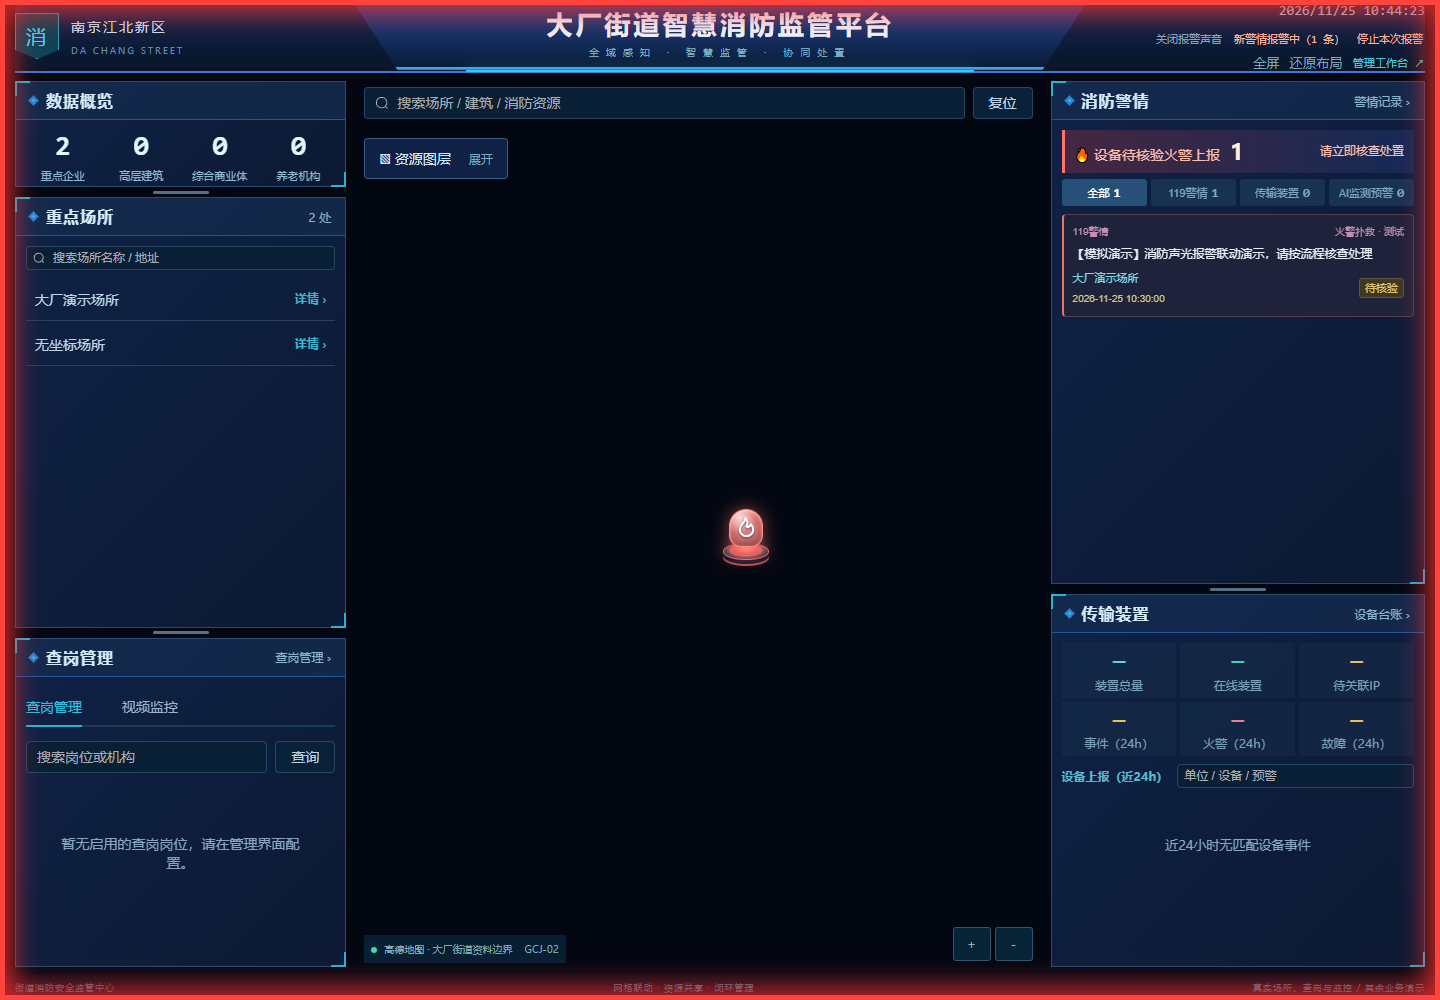 消
南京江北新区
DA CHANG STREET
大厂街道智慧消防监管平台
全域感知 · 智慧监管 · 协同处置
2026/11/25 10:44:23
关闭报警声音 新警情报警中（1 条） 停止本次报警
全屏 还原布局 管理工作台 ↗
数据概览
2 0 0 0
重点企业 高层建筑 综合商业体 养老机构
重点场所 2 处
搜索场所名称 / 地址
大厂演示场所 详情 ›
无坐标场所 详情 ›
查岗管理 查岗管理 ›
查岗管理 视频监控
搜索岗位或机构 查询
暂无启用的查岗岗位，请在管理界面配
置。
搜索场所 / 建筑 / 消防资源 复位
资源图层 展开
高德地图 · 大厂街道资料边界 GCJ-02
+ -
消防警情 警情记录 ›
设备待核验火警上报 1 请立即核查处置
全部 1 119警情 1 传输装置 0 AI监测预警 0
119警情 火警扑救 · 测试
【模拟演示】消防声光报警联动演示，请按流程核查处理
大厂演示场所
2026-11-25 10:30:00 待核验
传输装置 设备台账 ›
— — —
装置总量 在线装置 待关联IP
— — —
事件（24h） 火警（24h） 故障（24h）
设备上报（近24h） 单位 / 设备 / 预警
近24小时无匹配设备事件
街道消防安全监管中心 网格联动 · 资源共享 · 闭环管理 真实场所、查岗与监控 / 其余业务演示